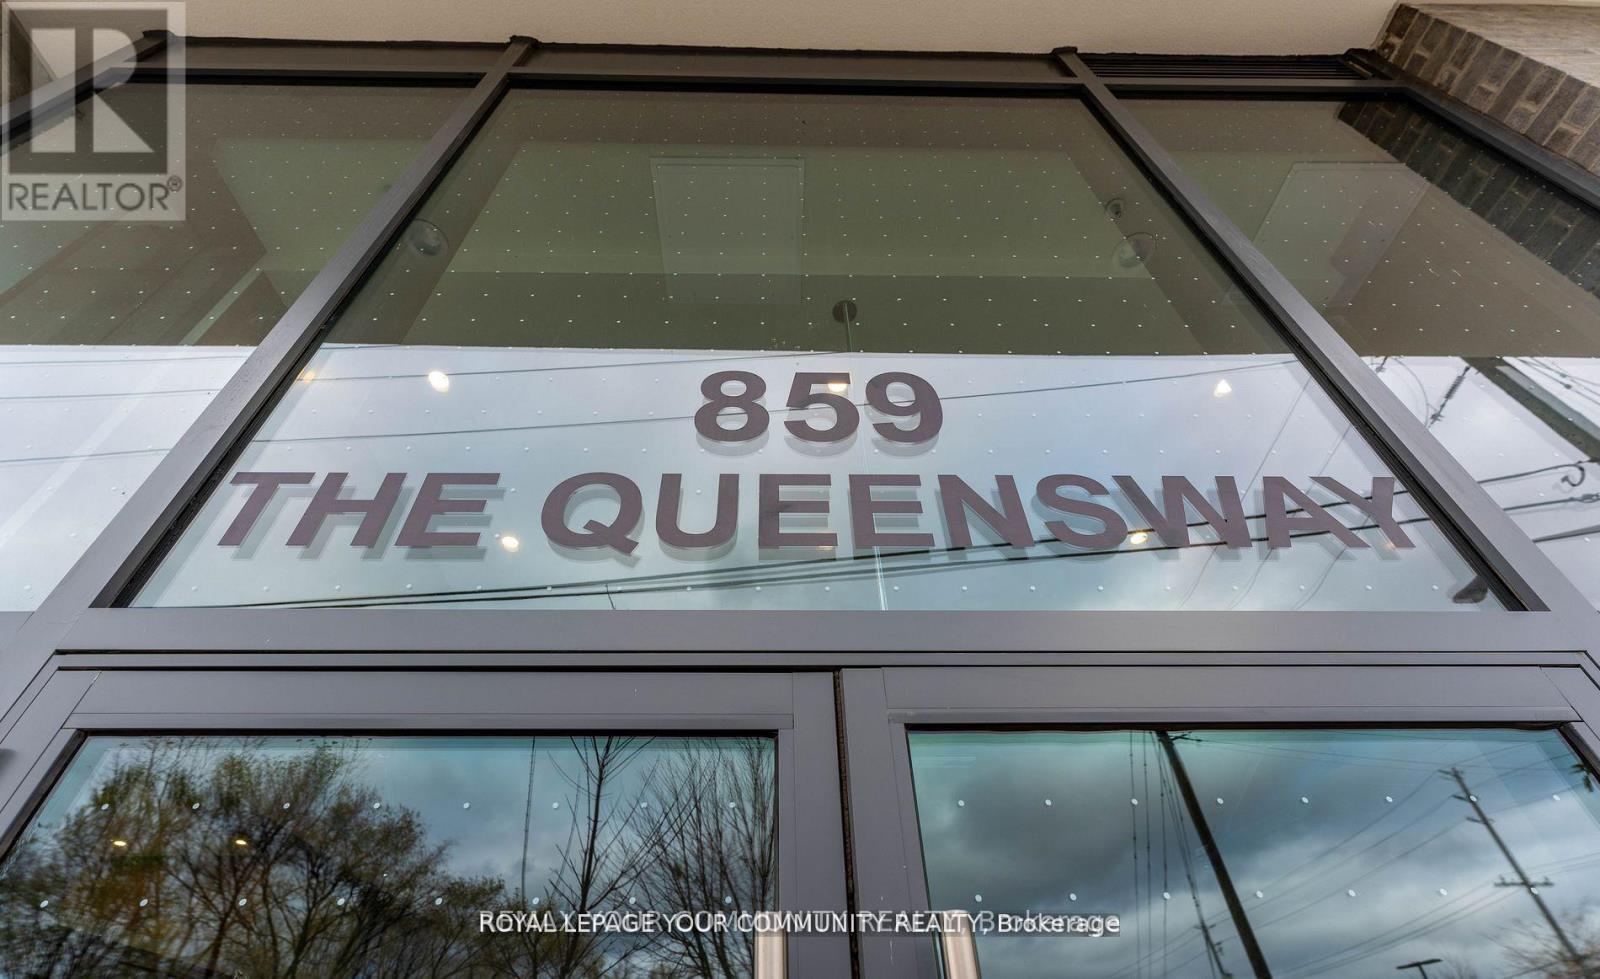 REALTOR®
859
THE QUEENSWAY
ROYAL LEPAGE YOUR COMMUNITY REALTY, Brokerage